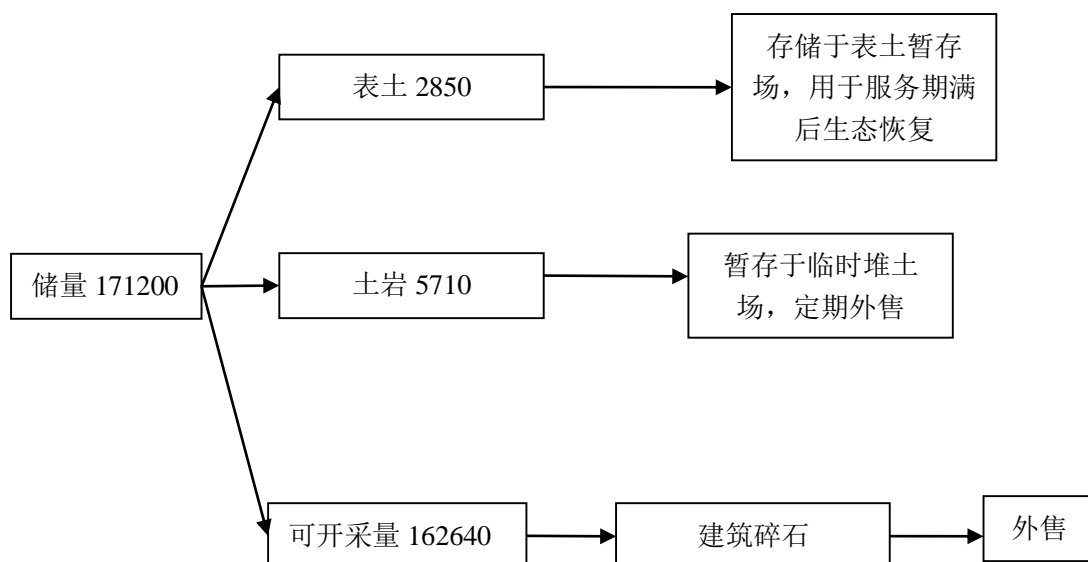 表土 2850
存储于表土暂存
场，用于服务期满
后生态恢复
储量 171200
土岩 5710
暂存于临时堆土
场，定期外售
可开采量 162640
建筑碎石
外售